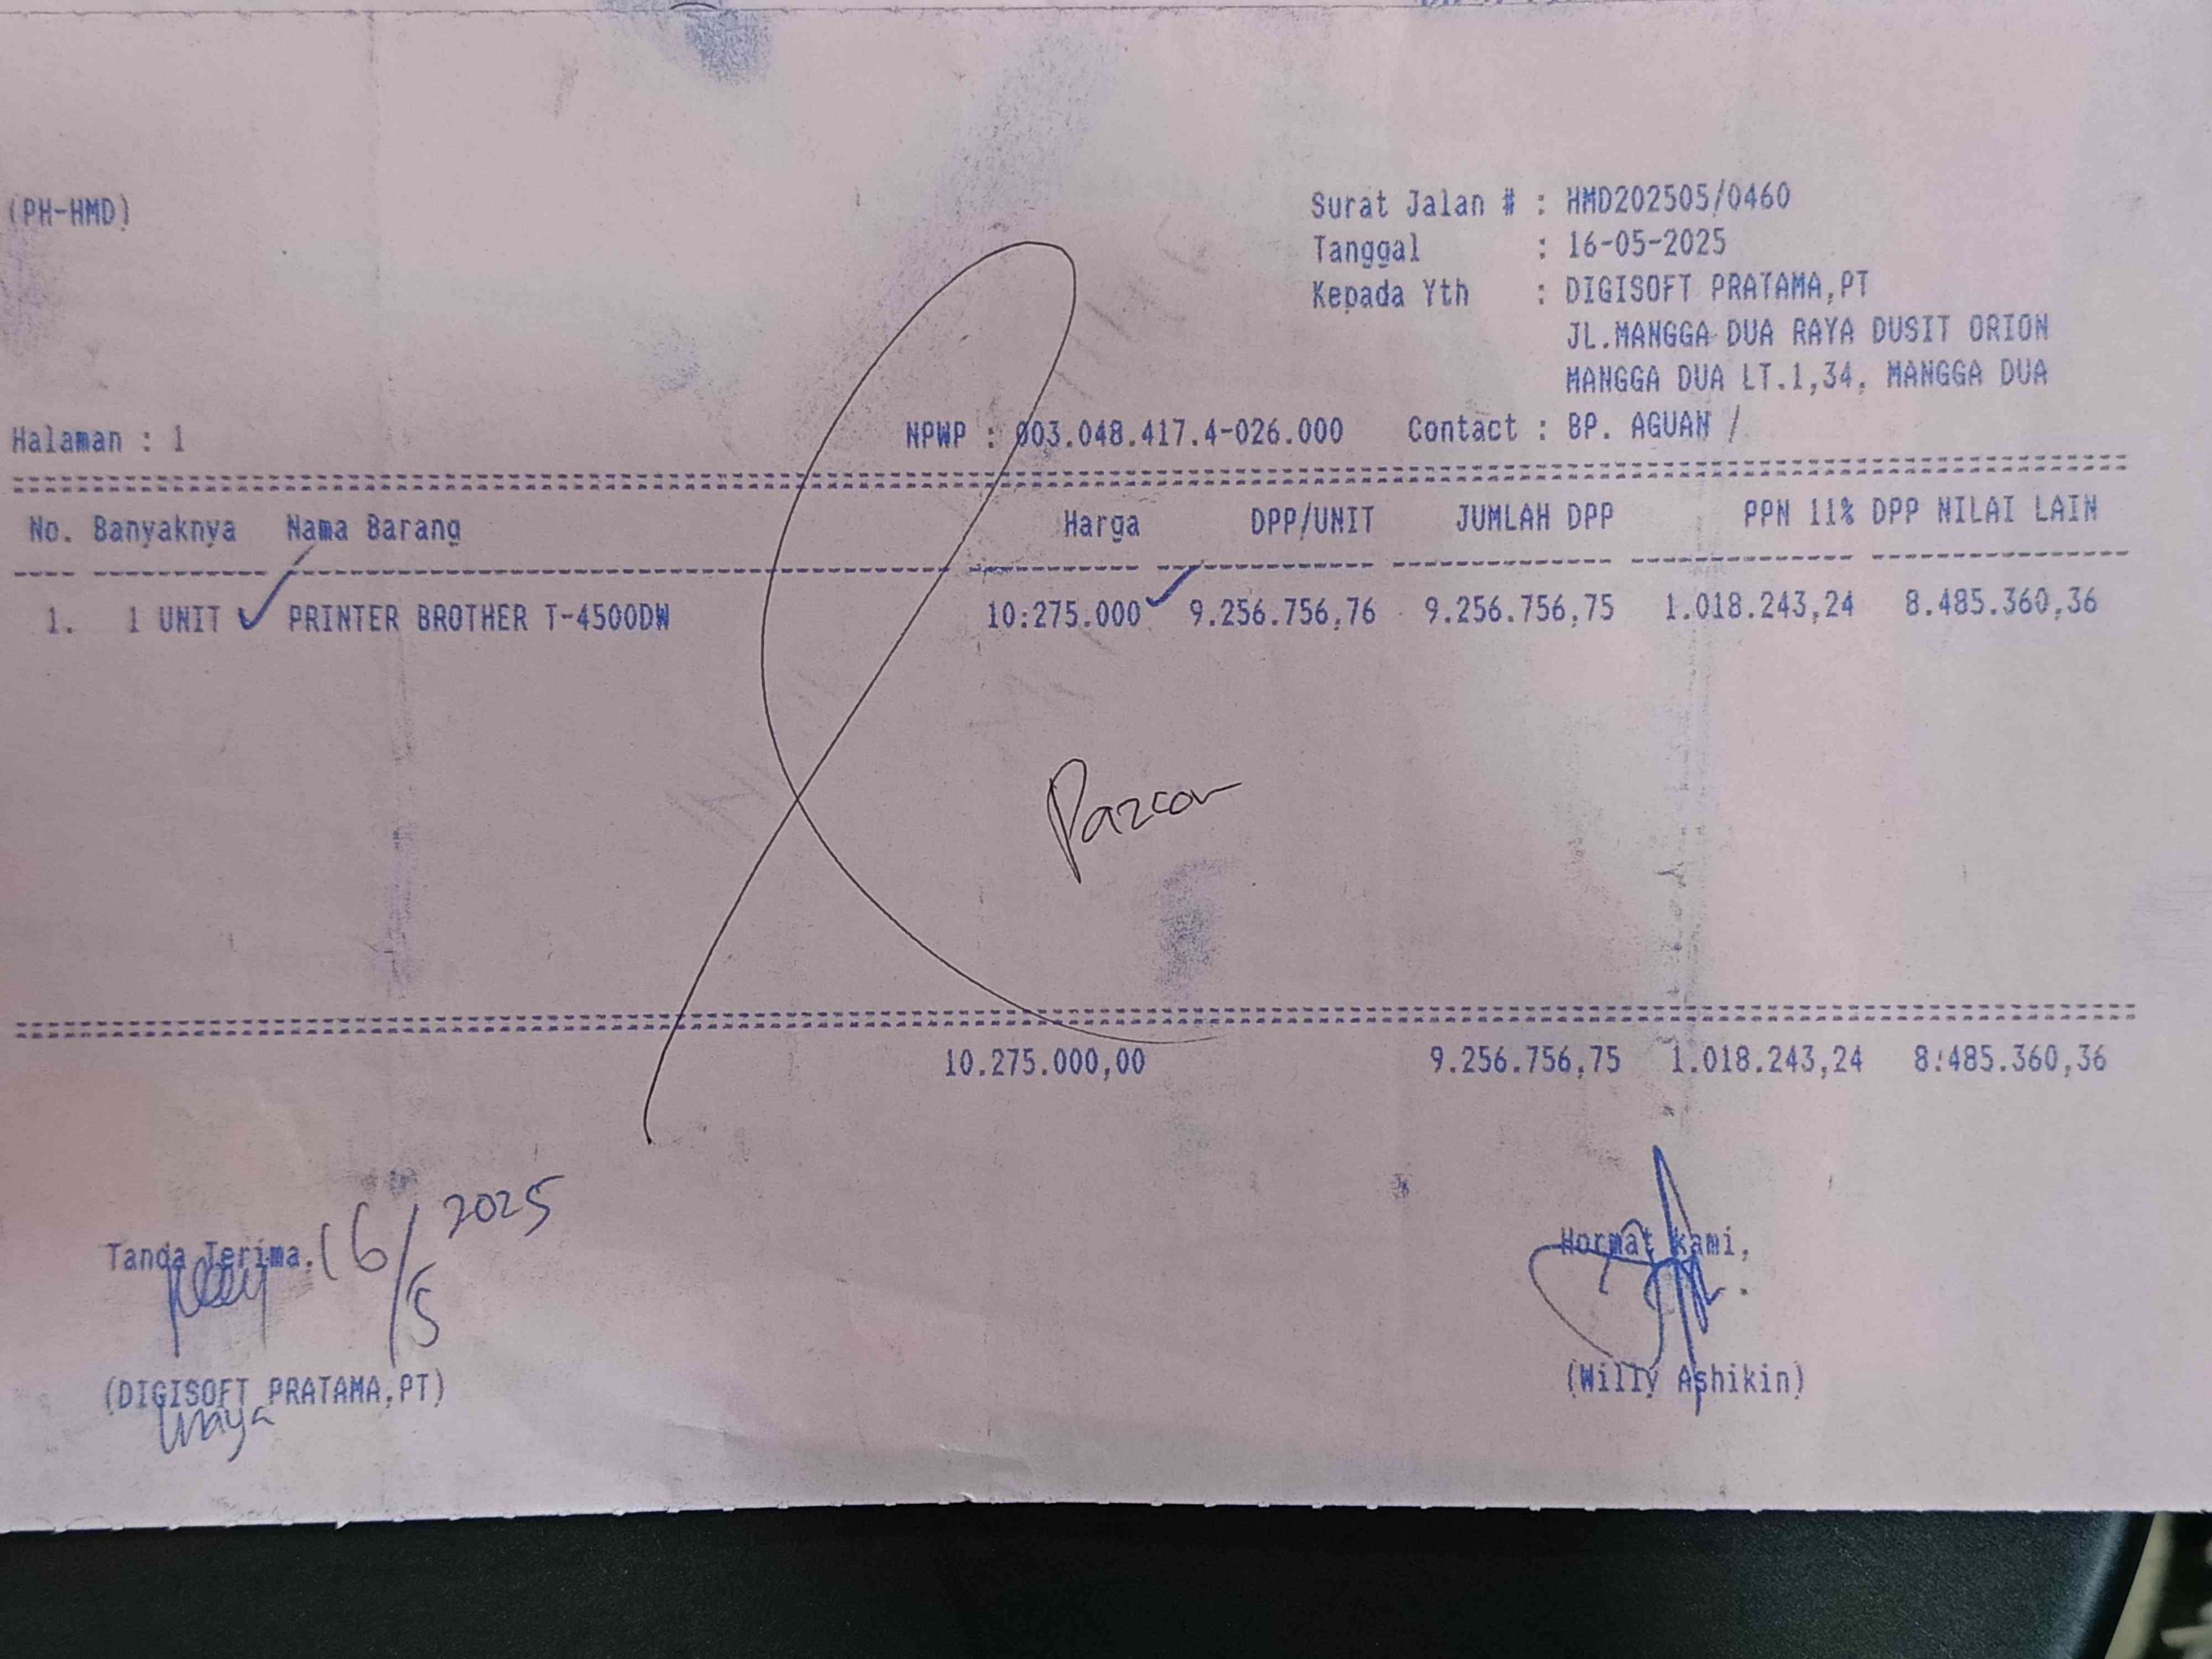 (PH-HMD)
Surat Jalan # : HMD202505/0460
Tanggal : 16-05-2025
Kepada Yth : DIGISOFT PRATAMA,PT
JL.MANGGA DUA RAYA DUSIT ORION
MANGGA DUA LT.1,34, MANGGA DUA
Halaman : 1 NPWP : 003.048.417.4-026.000 Contact : BP. AGUAN /
No. Banyaknya Nama Barang Harga DPP/UNIT JUMLAH DPP PPN 11% DPP NILAI LAIN
1. 1 UNIT PRINTER BROTHER T-4500DW 10:275.000 9.256.756,76 9.256.756,75 1.018.243,24 8.485.360,36
10.275.000,00 9.256.756,75 1.018.243,24 8.485.360,36
Tanda Terima. 16/5 2025 Hormat kami,
(DIGISOFT PRATAMA,PT) (Willy Ashikin)